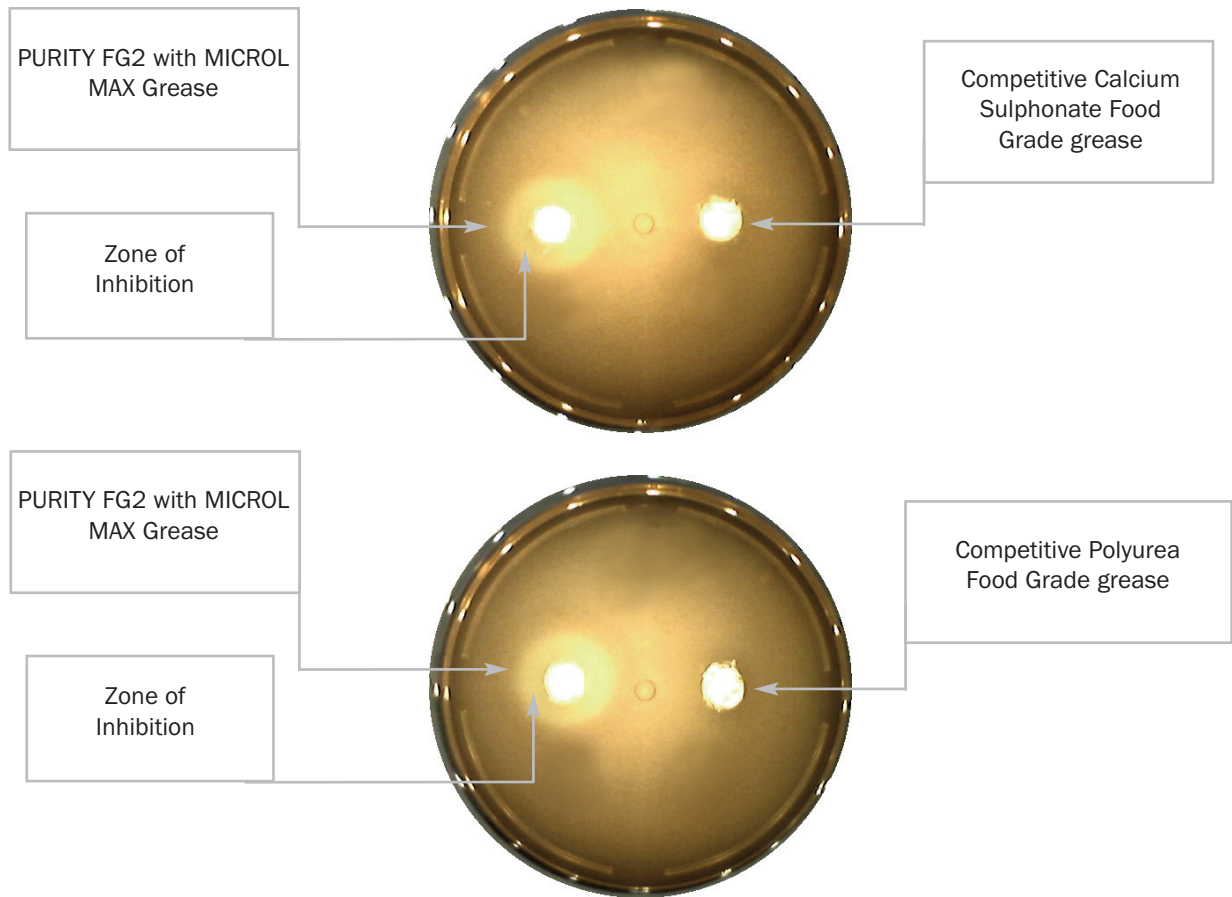 PURITY FG2 with MICROL
MAX Grease
Competitive Calcium
Sulphonate Food
Grade grease
Zone of
Inhibition
PURITY FG2 with MICROL
MAX Grease
Competitive Polyurea
Food Grade grease
Zone of
Inhibition